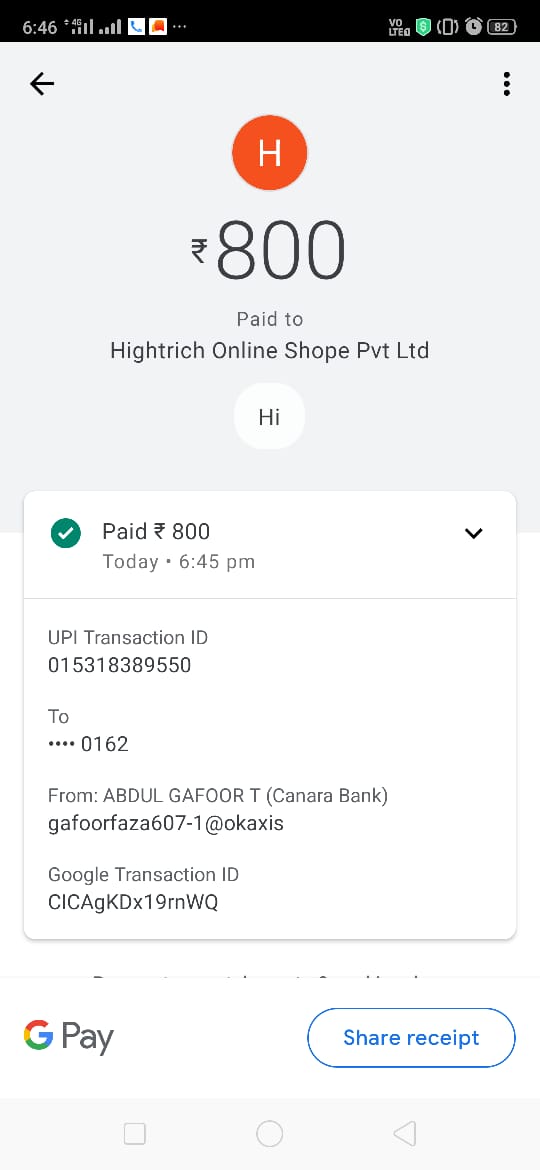 6:46 4G VO LTE 82
H
₹800
Paid to
Hightrich Online Shope Pvt Ltd
Hi
Paid ₹ 800
Today • 6:45 pm
UPI Transaction ID
015318389550
To
•••• 0162
From: ABDUL GAFOOR T (Canara Bank)
gafoorfaza607-1@okaxis
Google Transaction ID
CICAgKDx19rnWQ
G Pay
Share receipt